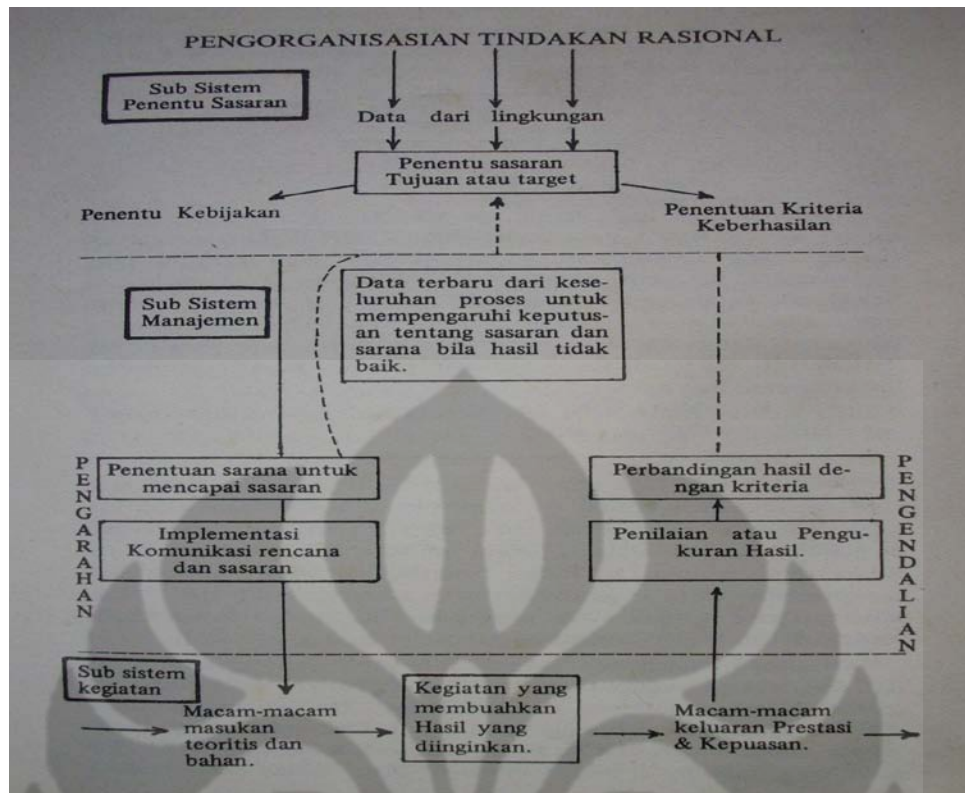 PENGORGANISASIAN TINDAKAN RASIONAL
Sub Sistem
Penentu Sasaran
Data dari lingkungan
Penentu sasaran
Tujuan atau target
Penentu Kebijakan
Penentuan Kriteria
Keberhasilan
Sub Sistem
Manajemen
Data terbaru dari kese-
luruhan proses untuk
mempengaruhi keputus-
an tentang sasaran dan
sarana bila hasil tidak
baik.
PENGARAHAN
Penentuan sarana untuk
mencapai sasaran
Implementasi
Komunikasi rencana
dan sasaran
Perbandingan hasil de-
ngan kriteria
Penilaian atau Pengu-
kuran Hasil.
PENGENDALIAN
Sub sistem
kegiatan
Macam-macam
masukan
teoritis dan
bahan.
Kegiatan yang
membuahkan
Hasil yang
diinginkan.
Macam-macam
keluaran Prestasi
& Kepuasan.